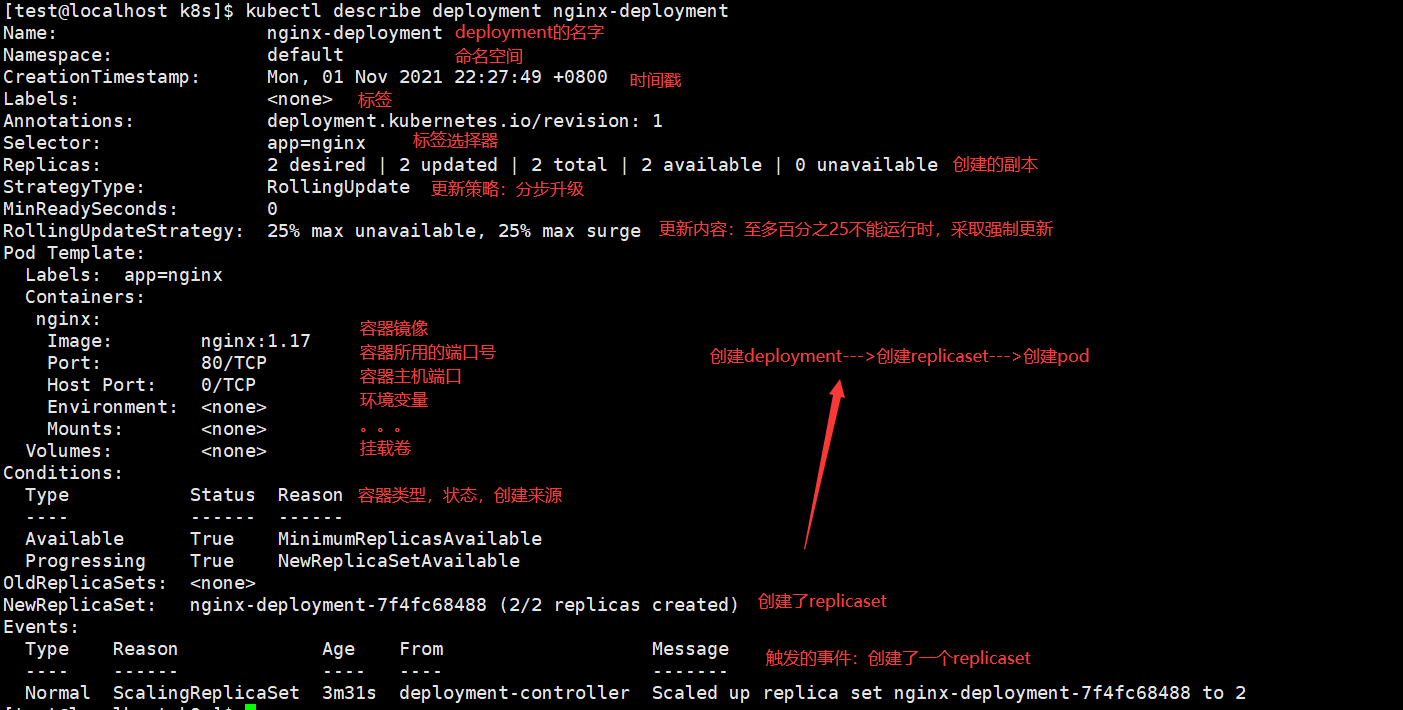 [test@localhost k8s]$ kubectl describe deployment nginx-deployment
Name: nginx-deployment deployment的名字
Namespace: default 命名空间
CreationTimestamp: Mon, 01 Nov 2021 22:27:49 +0800 时间戳
Labels: <none> 标签
Annotations: deployment.kubernetes.io/revision: 1
Selector: app=nginx 标签选择器
Replicas: 2 desired | 2 updated | 2 total | 2 available | 0 unavailable 创建的副本
StrategyType: RollingUpdate 更新策略：分步升级
MinReadySeconds: 0
RollingUpdateStrategy: 25% max unavailable, 25% max surge 更新内容：至多百分之25不能运行时，采取强制更新
Pod Template:
Labels: app=nginx
Containers:
nginx:
Image: nginx:1.17 容器镜像
Port: 80/TCP 容器所用的端口号
创建deployment--->创建replicaset--->创建pod
Host Port: 0/TCP 容器主机端口
Environment: <none> 环境变量
Mounts: <none> 。。。
Volumes: <none> 挂载卷
Conditions:
Type Status Reason 容器类型，状态，创建来源
---- ------ ------
Available True MinimumReplicasAvailable
Progressing True NewReplicaSetAvailable
OldReplicaSets: <none>
NewReplicaSet: nginx-deployment-7f4fc68488 (2/2 replicas created) 创建了replicaset
Events:
Type Reason Age From Message 触发的事件：创建了一个replicaset
---- ------ ---- ---- -------
Normal ScalingReplicaSet 3m31s deployment-controller Scaled up replica set nginx-deployment-7f4fc68488 to 2